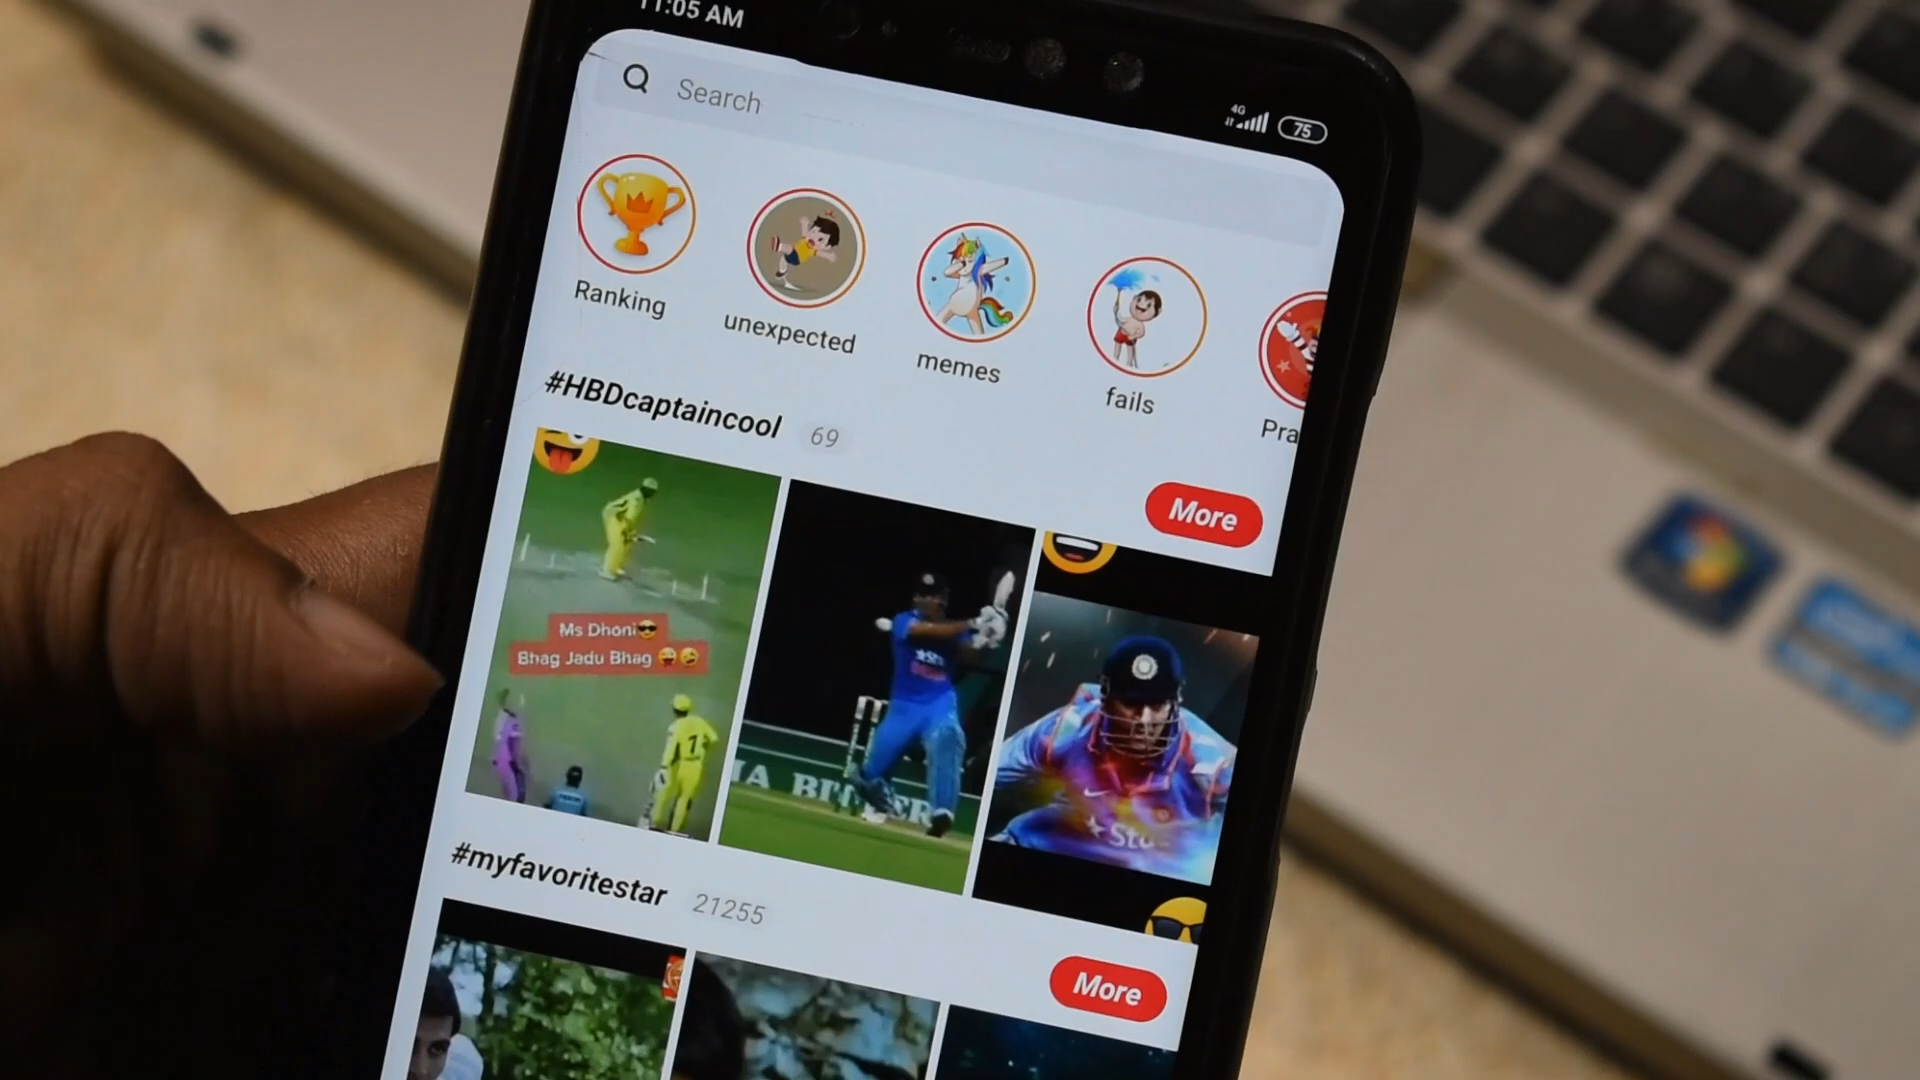 11:05 AM
4G
75
Search
Ranking
unexpected
memes
fails
Pra
#HBDcaptaincool 69
More
Ms Dhoni
Bhag Jadu Bhag
7
#myfavoritestar 21255
More